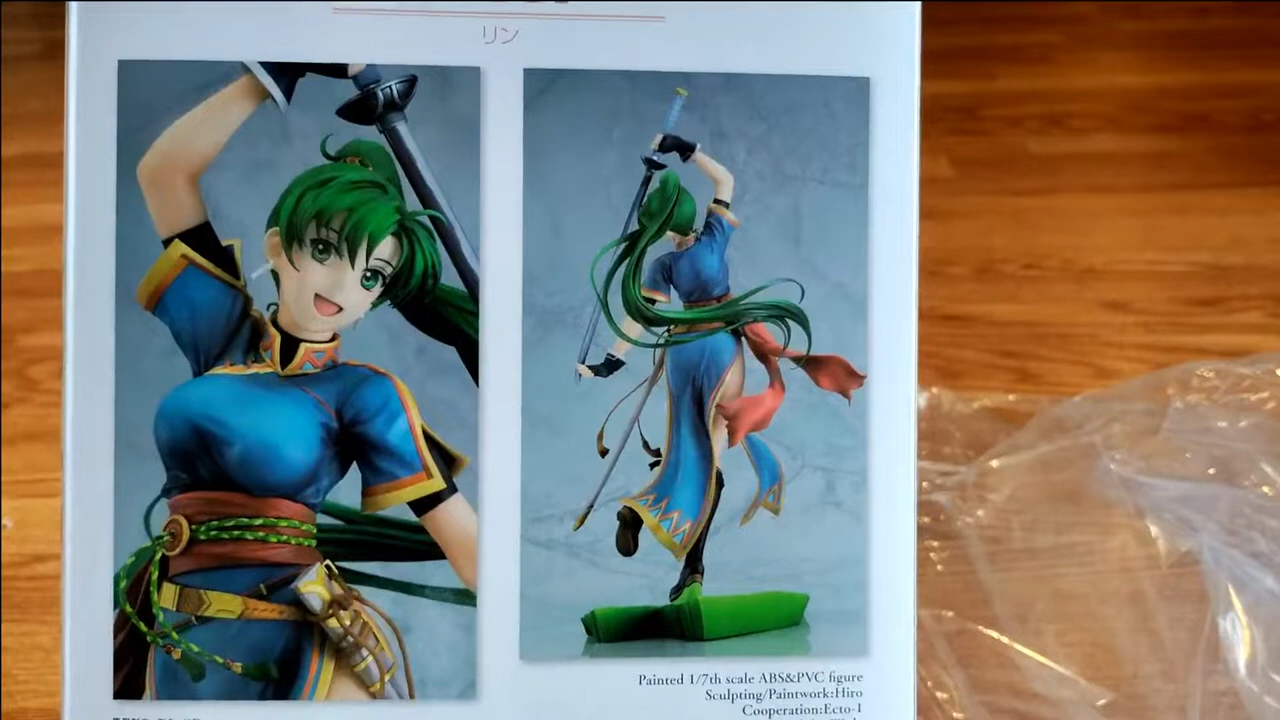 リン
Painted 1/7th scale ABS&PVC figure
Sculpting/Paintwork:Hiro
Cooperation:Ecto-1